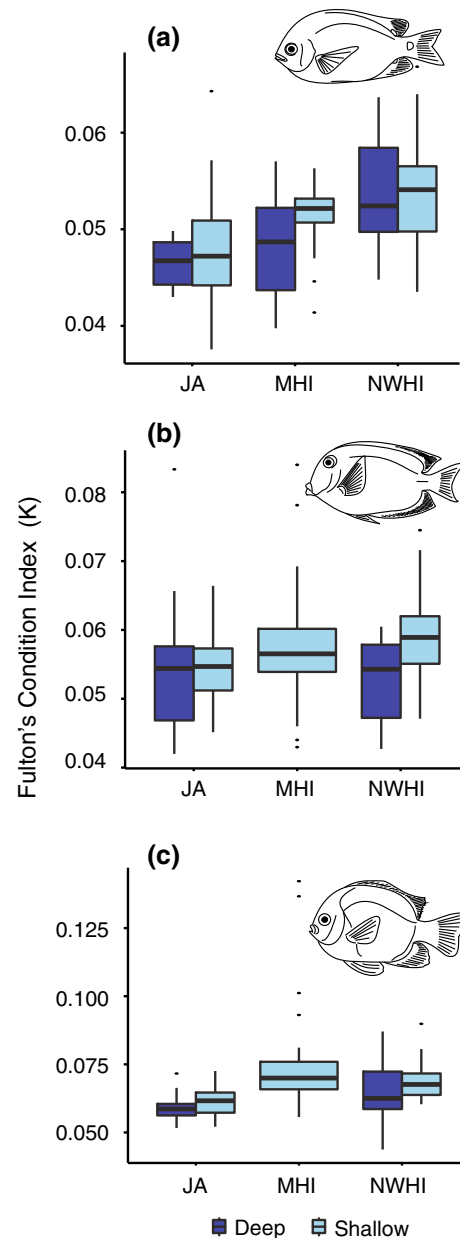 (a)
0.06
0.05
0.04
JA MHI NWHI
(b)
Fulton's Condition Index (K)
0.08
0.07
0.06
0.05
0.04
JA MHI NWHI
(c)
0.125
0.100
0.075
0.050
JA MHI NWHI
Deep Shallow